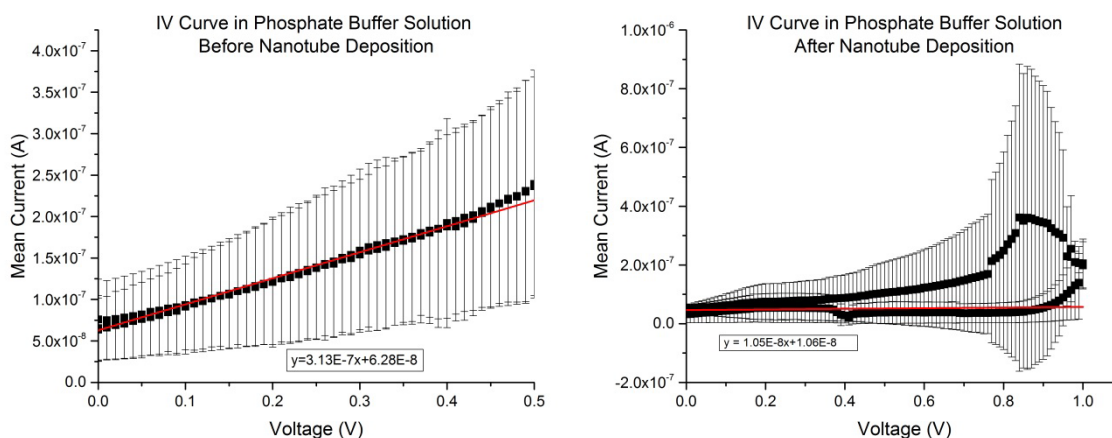 IV Curve in Phosphate Buffer Solution
Before Nanotube Deposition
Mean Current (A)
4.0x10⁻⁷
3.5x10⁻⁷
3.0x10⁻⁷
2.5x10⁻⁷
2.0x10⁻⁷
1.5x10⁻⁷
1.0x10⁻⁷
5.0x10⁻⁸
0.0
y=3.13E-7x+6.28E-8
0.0 0.1 0.2 0.3 0.4 0.5
Voltage (V)
IV Curve in Phosphate Buffer Solution
After Nanotube Deposition
Mean Current (A)
1.0x10⁻⁶
8.0x10⁻⁷
6.0x10⁻⁷
4.0x10⁻⁷
2.0x10⁻⁷
0.0
-2.0x10⁻⁷
y = 1.05E-8x+1.06E-8
0.0 0.2 0.4 0.6 0.8 1.0
Voltage (V)